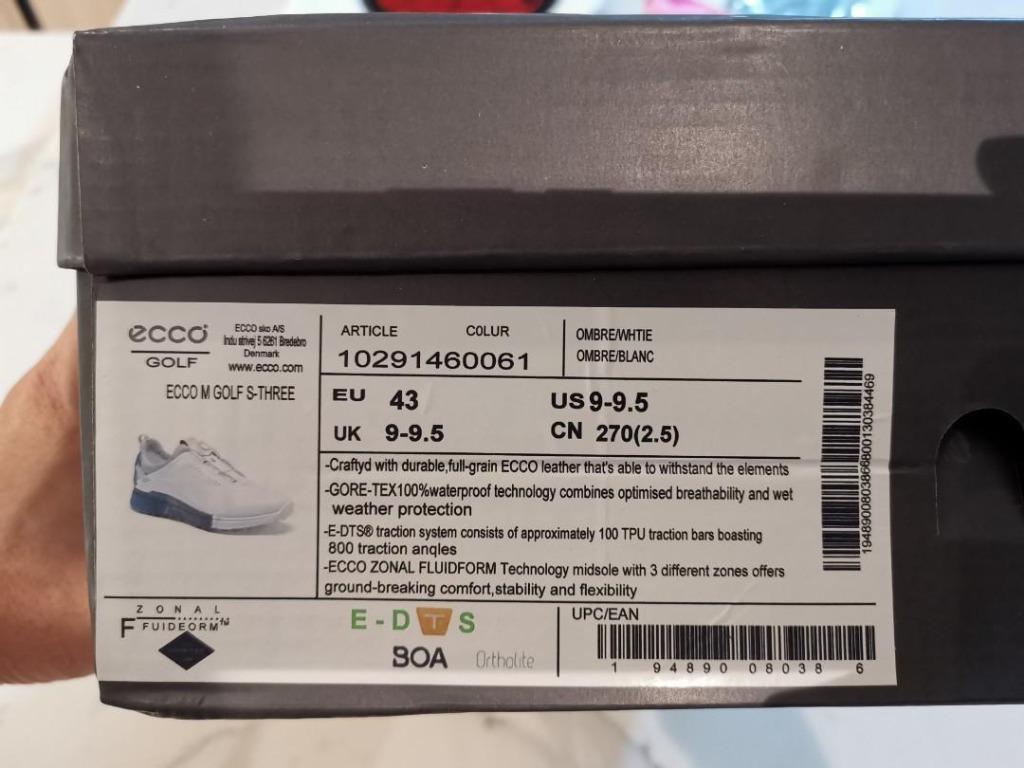 ecco
GOLF
ECCO sko A/S
Indu strivej 5 6261 Bredebro
Denmark
www.ecco.com
ECCO M GOLF S-THREE
ARTICLE COLUR
10291460061
OMBRE/WHTIE
OMBRE/BLANC
EU 43 US 9-9.5
UK 9-9.5 CN 270(2.5)
-Craftyd with durable,full-grain ECCO leather that's able to withstand the elements
-GORE-TEX100%waterproof technology combines optimised breathability and wet
weather protection
-E-DTS® traction system consists of approximately 100 TPU traction bars boasting
800 traction anqles
-ECCO ZONAL FLUIDFORM Technology midsole with 3 different zones offers
ground-breaking comfort,stability and flexibility
1948900803866800130384469
ZONAL
FUIDEORM™
E-DTS
BOA Ortholite
UPC/EAN
1 94890 08038 6